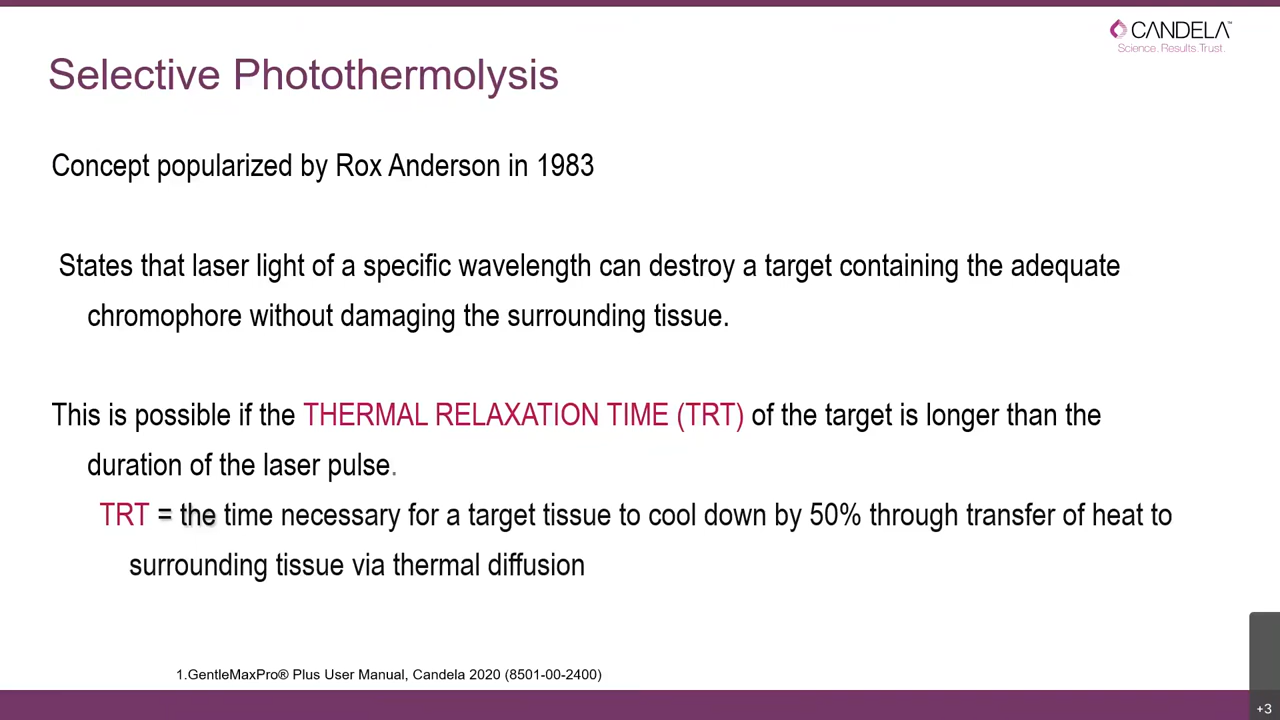 CANDELA™
Science. Results. Trust.
Selective Photothermolysis
Concept popularized by Rox Anderson in 1983
States that laser light of a specific wavelength can destroy a target containing the adequate
chromophore without damaging the surrounding tissue.
This is possible if the THERMAL RELAXATION TIME (TRT) of the target is longer than the
duration of the laser pulse.
TRT = the time necessary for a target tissue to cool down by 50% through transfer of heat to
surrounding tissue via thermal diffusion
1.GentleMaxPro® Plus User Manual, Candela 2020 (8501-00-2400)
+3